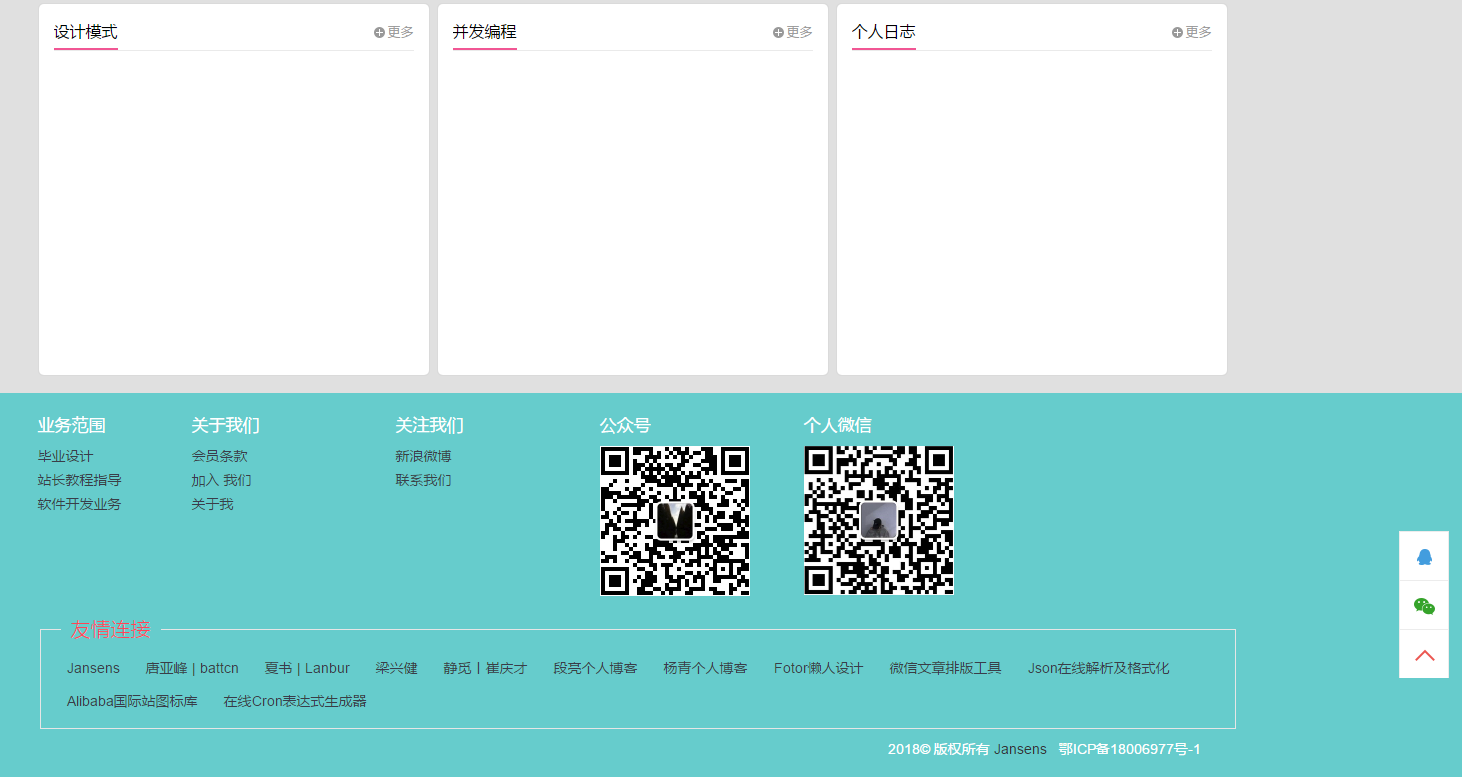 设计模式 更多 并发编程 更多 个人日志 更多
业务范围 关于我们 关注我们 公众号 个人微信
毕业设计 会员条款 新浪微博
站长教程指导 加入 我们 联系我们
软件开发业务 关于我
友情连接
Jansens 唐亚峰 | battcn 夏书 | Lanbur 梁兴健 静觅丨崔庆才 段亮个人博客 杨青个人博客 Fotor懒人设计 微信文章排版工具 Json在线解析及格式化
Alibaba国际站图标库 在线Cron表达式生成器
2018© 版权所有 Jansens 鄂ICP备18006977号-1